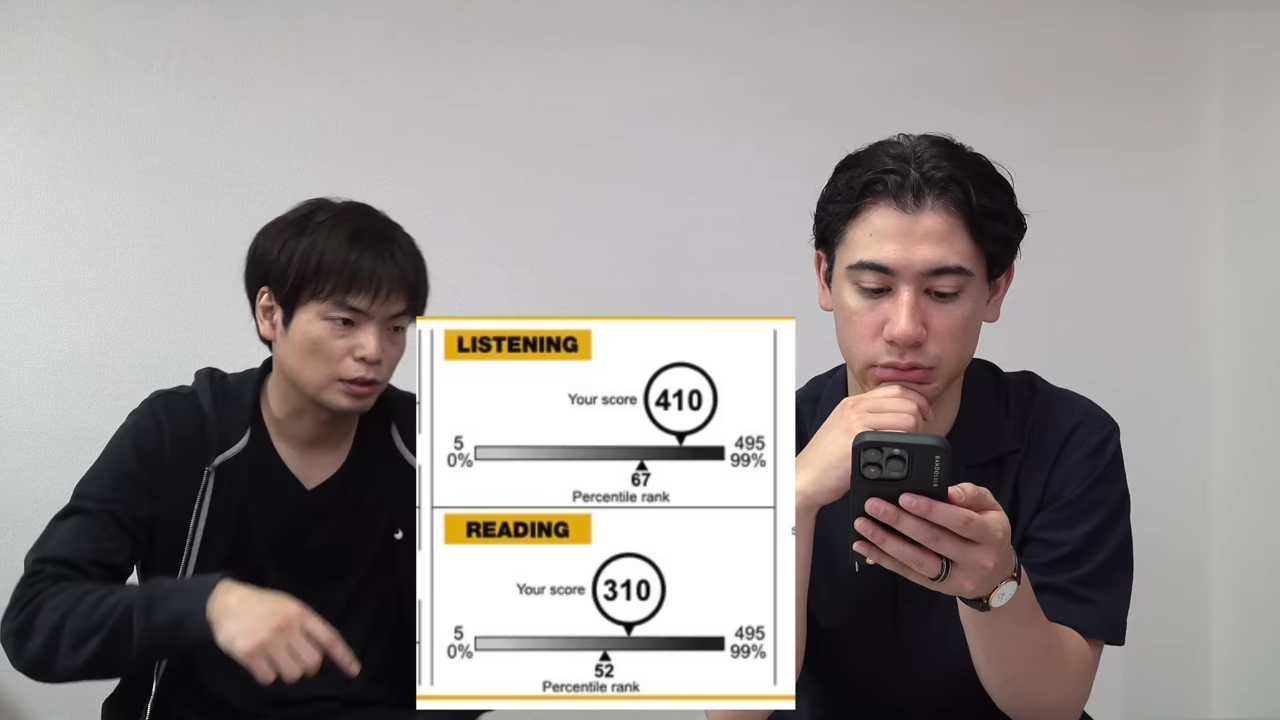 LISTENING
Your score 410
5 495
0% 99%
67
Percentile rank
READING
Your score 310
5 495
0% 99%
52
Percentile rank